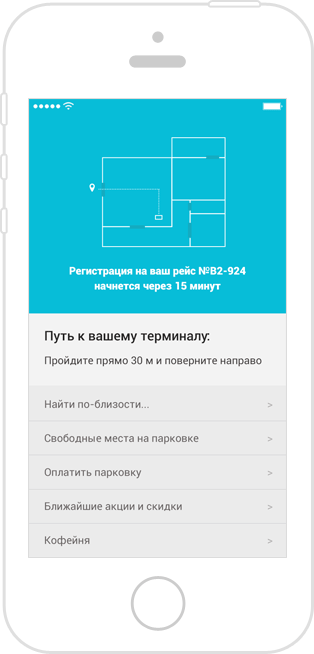 Регистрация на ваш рейс №B2-924
начнется через 15 минут
Путь к вашему терминалу:
Пройдите прямо 30 м и поверните направо
Найти по-близости...
>
Свободные места на парковке
>
Оплатить парковку
>
Ближайшие акции и скидки
>
Кофейня
>